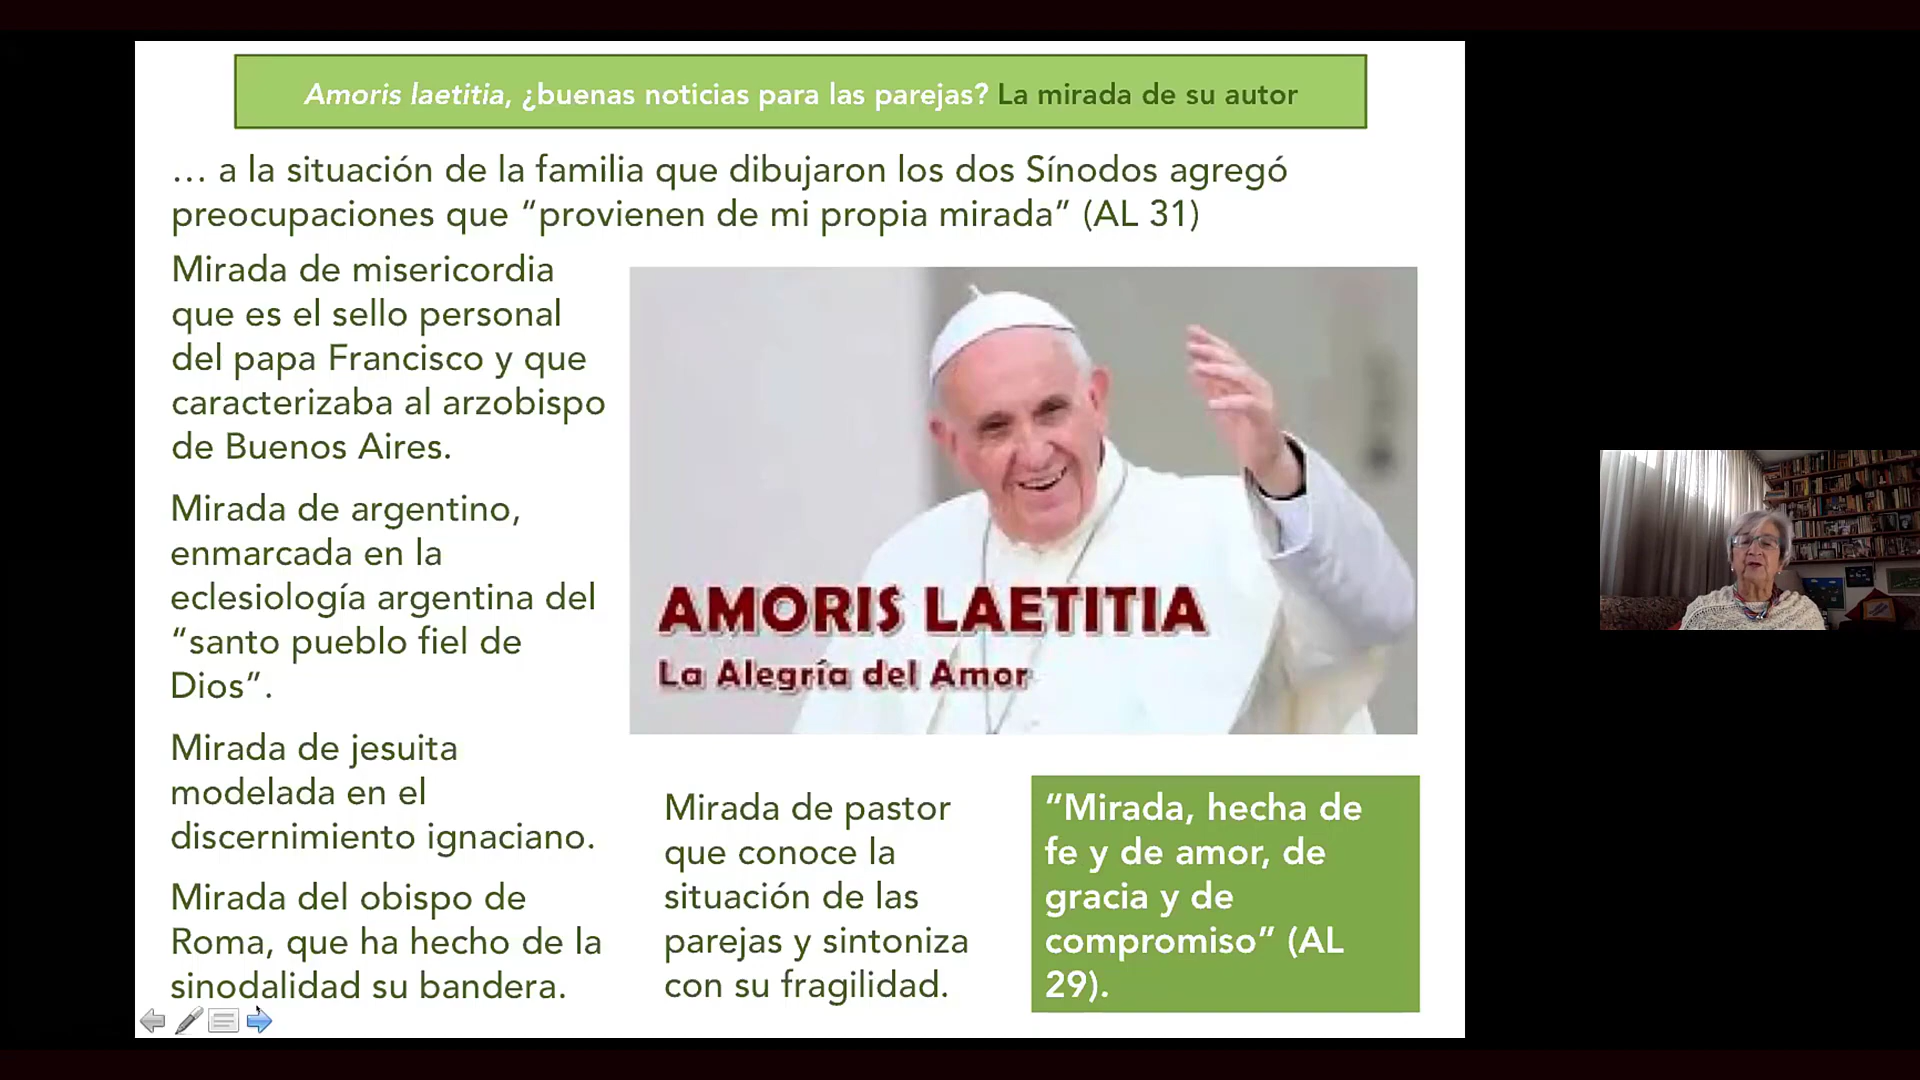 Amoris laetitia, ¿buenas noticias para las parejas? La mirada de su autor
… a la situación de la familia que dibujaron los dos Sínodos agregó
preocupaciones que “provienen de mi propia mirada” (AL 31)
Mirada de misericordia
que es el sello personal
del papa Francisco y que
caracterizaba al arzobispo
de Buenos Aires.
Mirada de argentino,
enmarcada en la
eclesiología argentina del
“santo pueblo fiel de
Dios”.
Mirada de jesuita
modelada en el
discernimiento ignaciano.
Mirada del obispo de
Roma, que ha hecho de la
sinodalidad su bandera.
AMORIS LAETITIA
La Alegría del Amor
Mirada de pastor
que conoce la
situación de las
parejas y sintoniza
con su fragilidad.
“Mirada, hecha de
fe y de amor, de
gracia y de
compromiso” (AL
29).